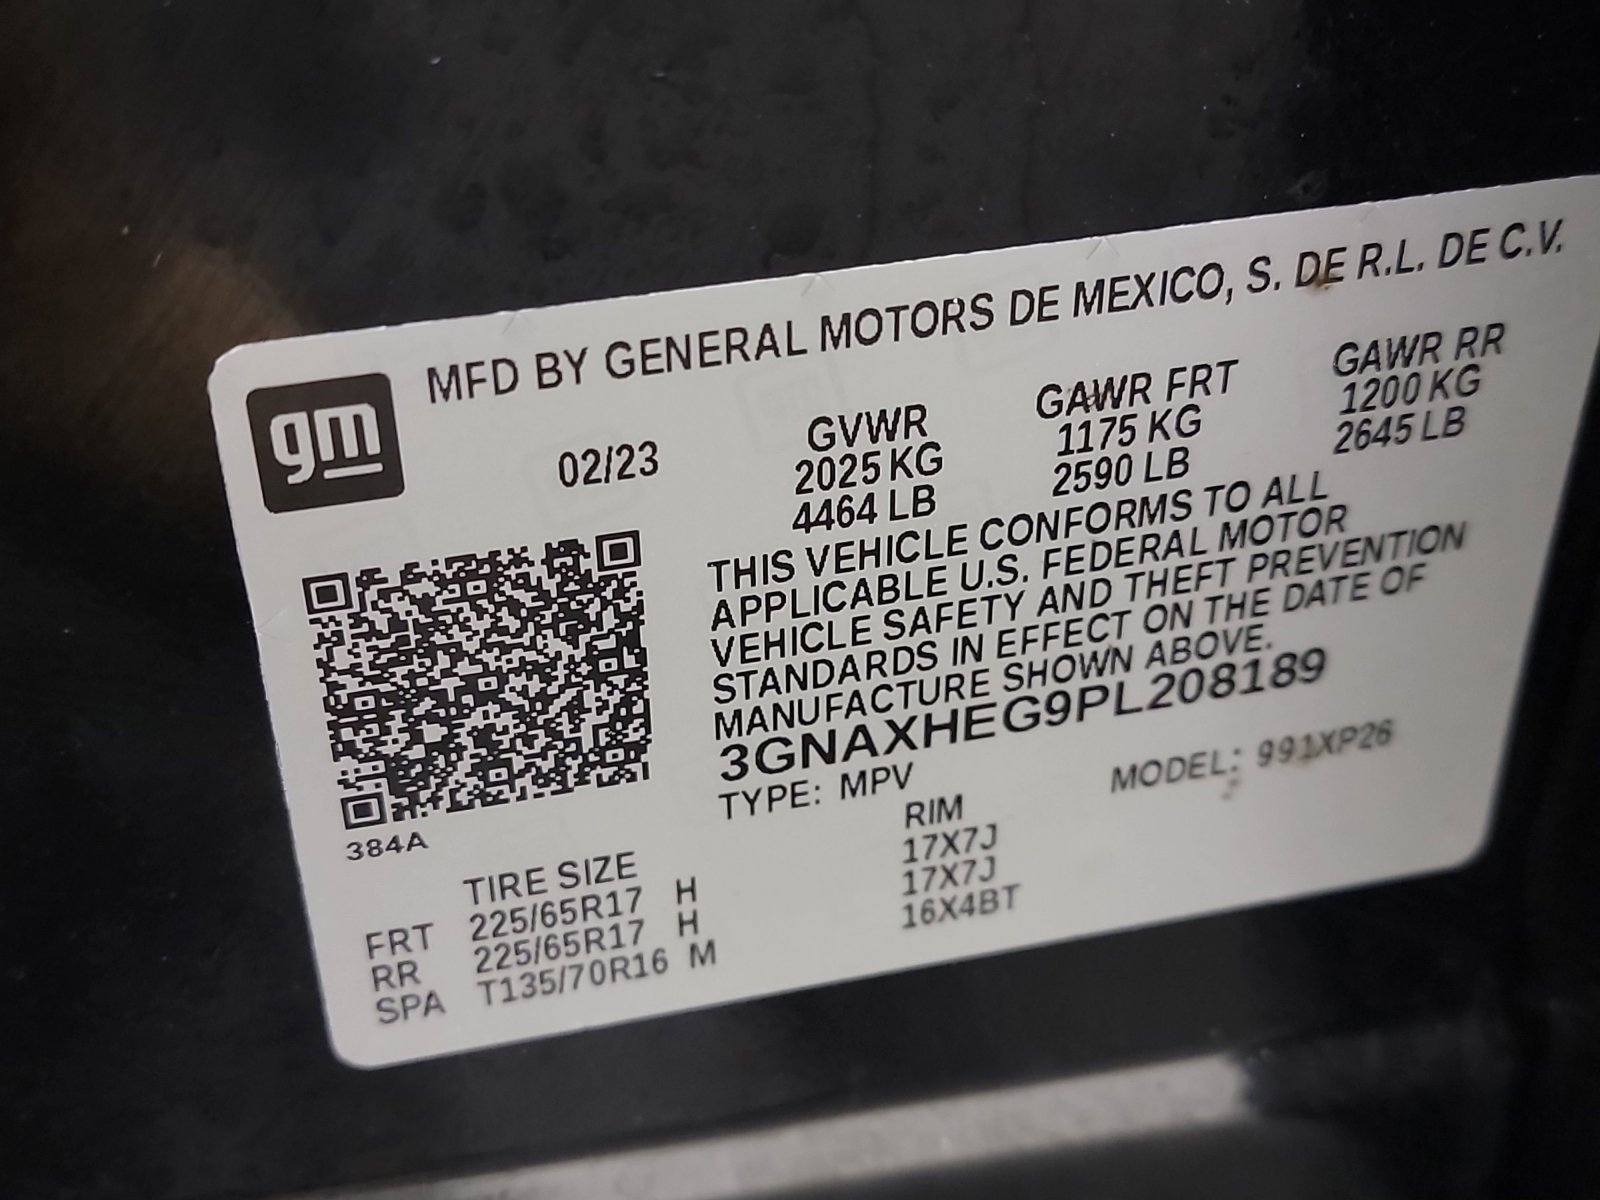 MFD BY GENERAL MOTORS DE MEXICO, S. DE R.L. DE C.V.
gm
02/23
GVWR
2025 KG
4464 LB
GAWR FRT
1175 KG
2590 LB
GAWR RR
1200 KG
2645 LB
THIS VEHICLE CONFORMS TO ALL
APPLICABLE U.S. FEDERAL MOTOR
VEHICLE SAFETY AND THEFT PREVENTION
STANDARDS IN EFFECT ON THE DATE OF
MANUFACTURE SHOWN ABOVE.
3GNAXHEG9PL208189
TYPE: MPV
MODEL: 991XP26
384A
TIRE SIZE RIM
FRT 225/65R17 H 17X7J
RR 225/65R17 H 17X7J
SPA T135/70R16 M 16X4BT